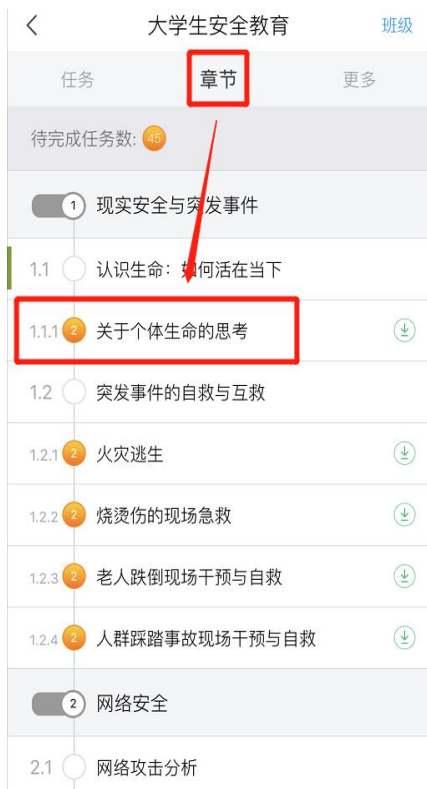 大学生安全教育 班级
任务 章节 更多
待完成任务数: 45
1 现实安全与突发事件
1.1 认识生命：如何活在当下
1.1.1 2 关于个体生命的思考
1.2 突发事件的自救与互救
1.2.1 2 火灾逃生
1.2.2 2 烧烫伤的现场急救
1.2.3 2 老人跌倒现场干预与自救
1.2.4 2 人群踩踏事故现场干预与自救
2 网络安全
2.1 网络攻击分析